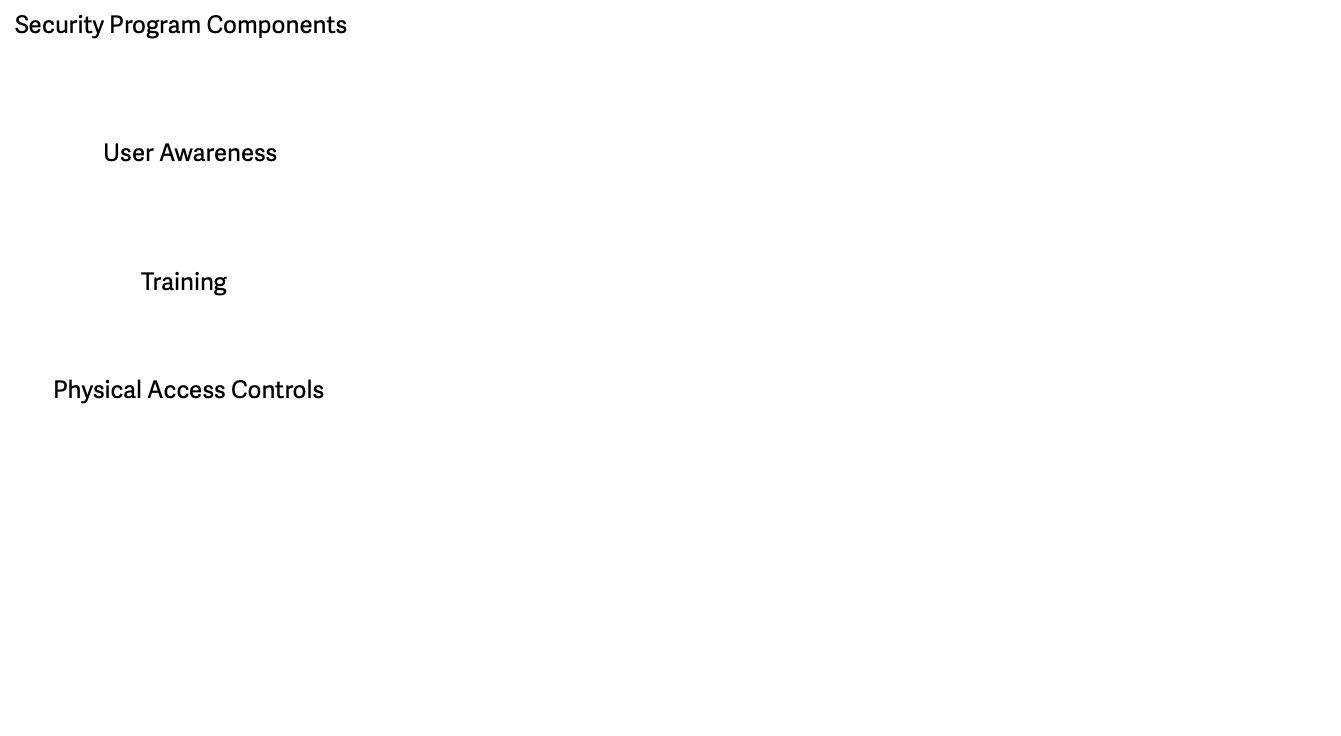 Security Program Components
User Awareness
Training
Physical Access Controls